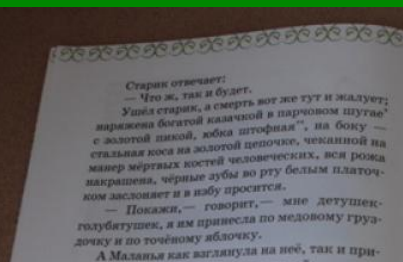 Старик отвечает:
— Что ж, так и будет.
Ушёл старик, а смерть вот же тут и жалует;
наряжена богатой казачкой в парчовом шугае*
с золотой пикой, юбка штофная**, на боку —
стальная коса на золотой цепочке, чеканной на
манер мёртвых костей человеческих, вся рожа
накрашена, чёрные зубы во рту белым платоч-
ком заслоняет и в избу просится.
— Покажи,— говорит,— мне детушек-
голубятушек, я им принесла по медовому груз-
дочку и по точёному яблочку.
А Маланья как взглянула на неё, так и при-